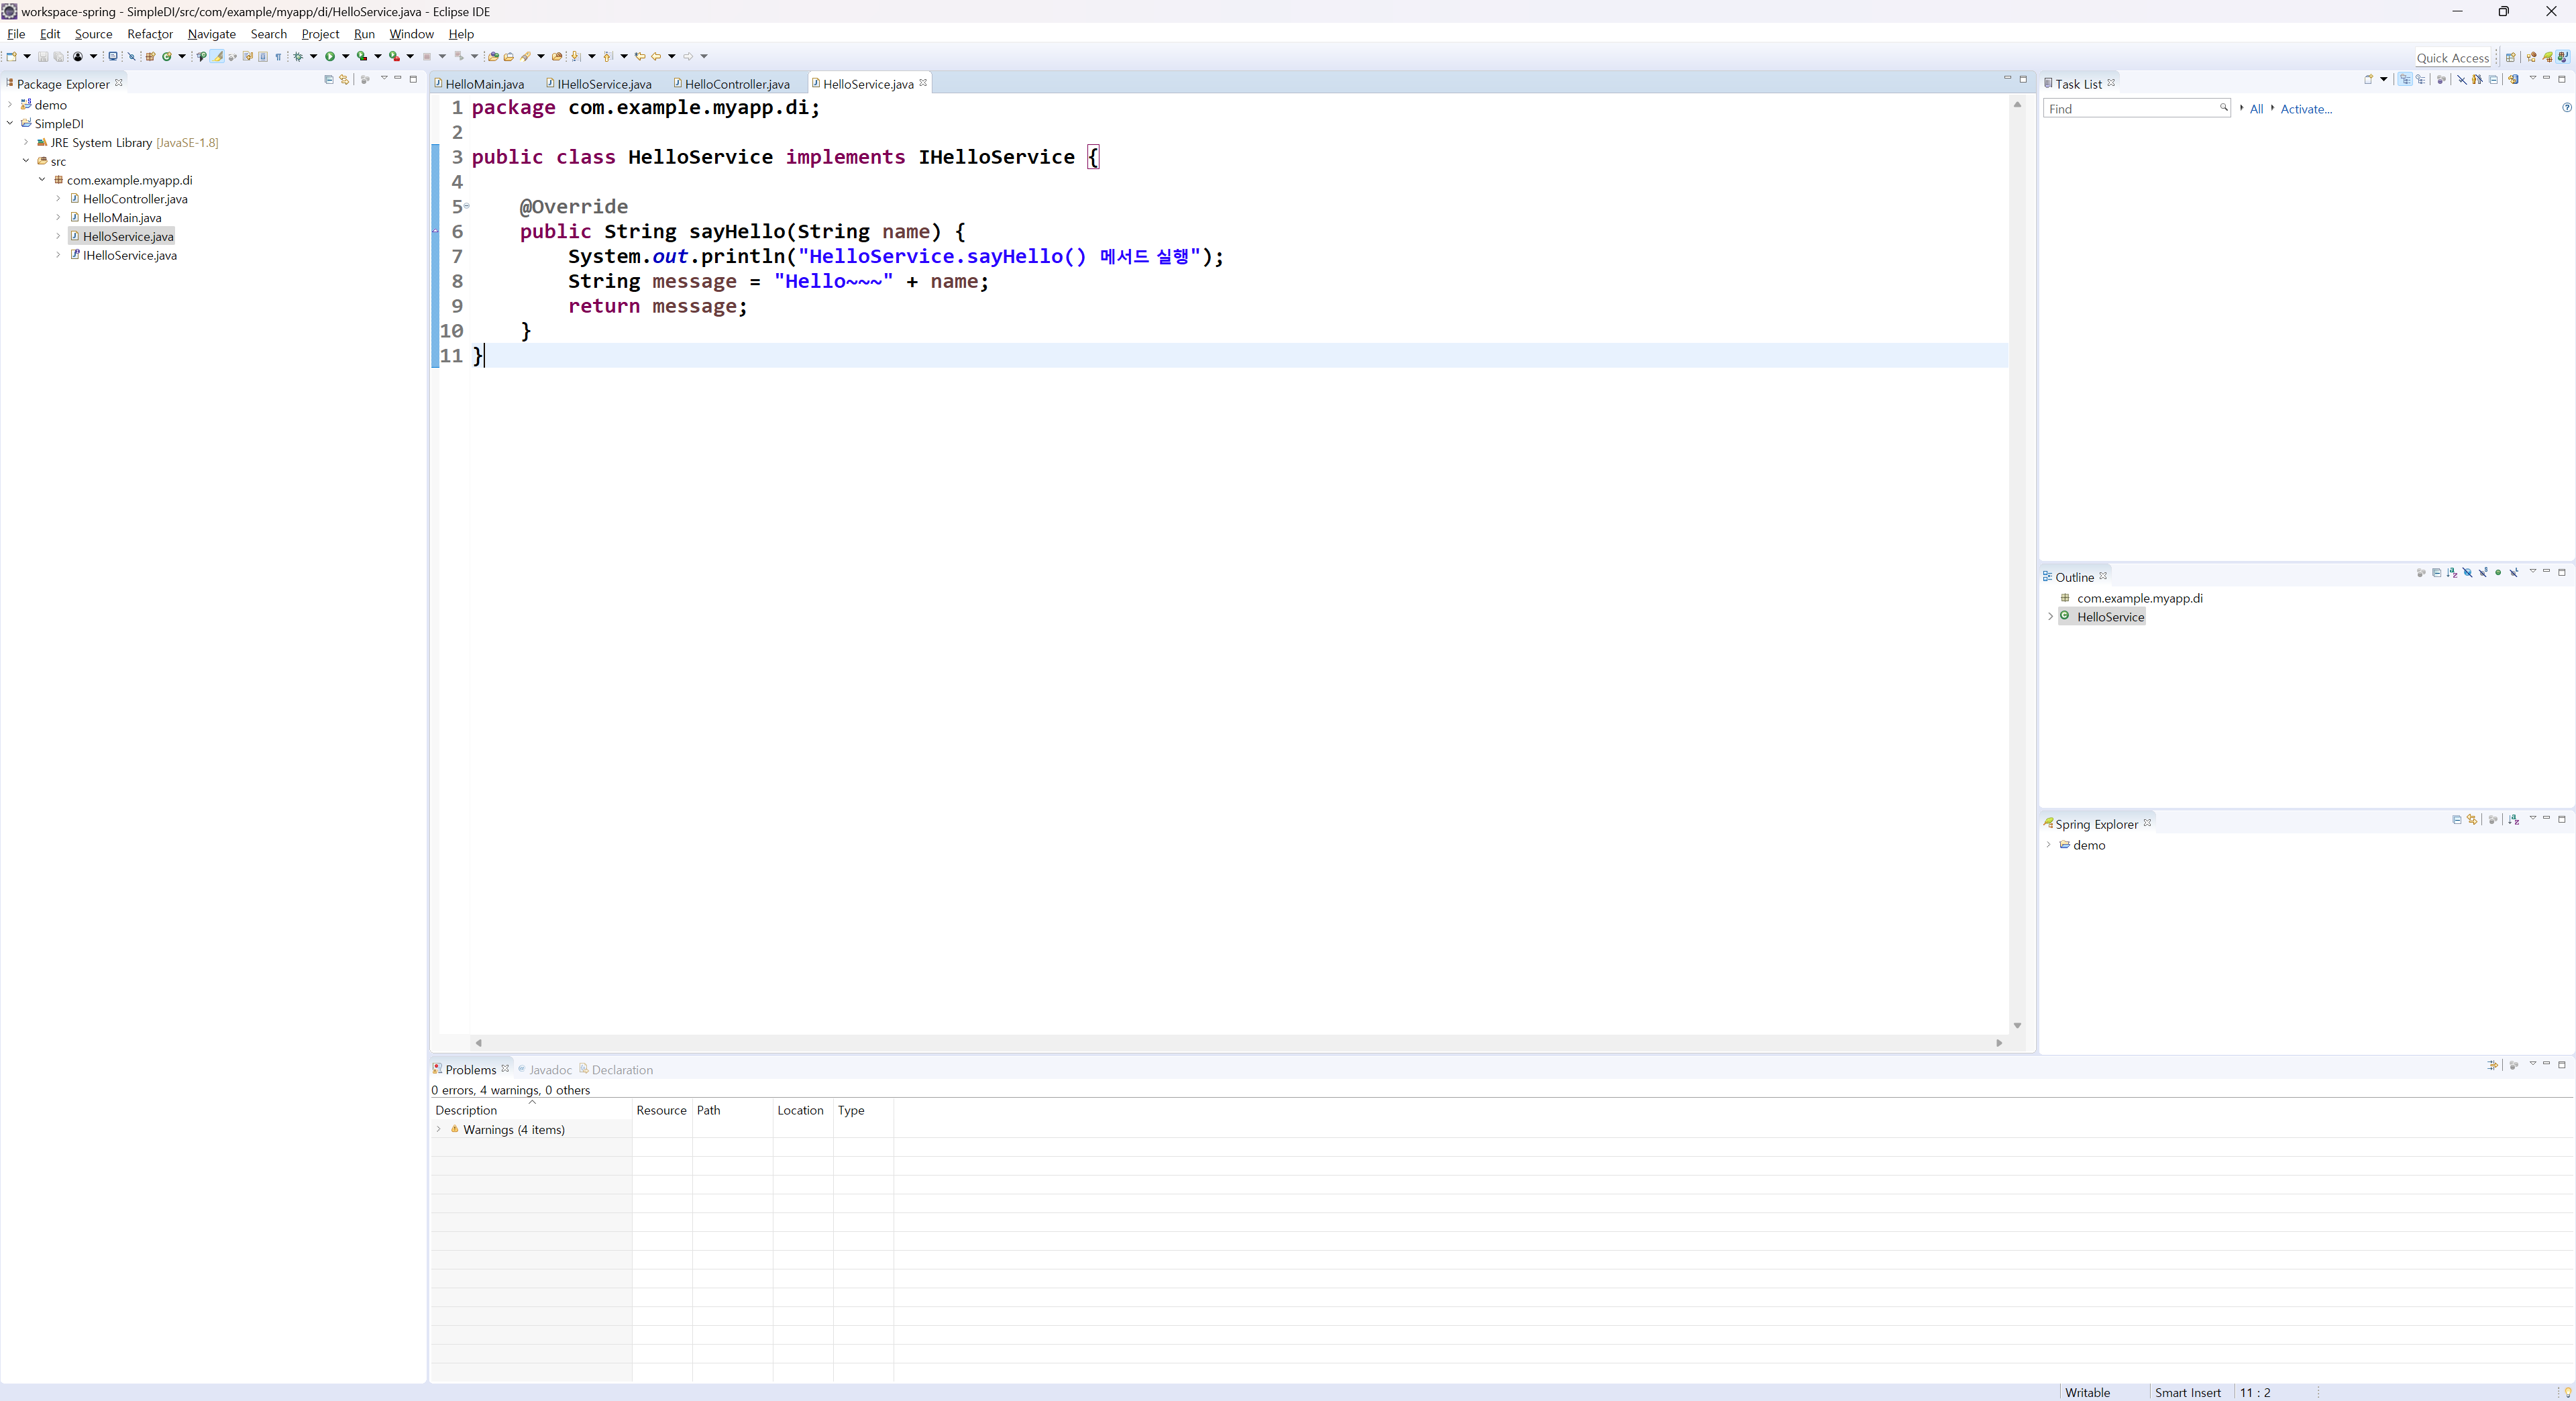 workspace-spring - SimpleDI/src/com/example/myapp/di/HelloService.java - Eclipse IDE
File Edit Source Refactor Navigate Search Project Run Window Help
Quick Access
Package Explorer
demo
SimpleDI
JRE System Library [JavaSE-1.8]
src
com.example.myapp.di
HelloController.java
HelloMain.java
HelloService.java
IHelloService.java
HelloMain.java IHelloService.java HelloController.java HelloService.java
1 package com.example.myapp.di;
2
3 public class HelloService implements IHelloService {
4
5 @Override
6 public String sayHello(String name) {
7 System.out.println("HelloService.sayHello() 메서드 실행");
8 String message = "Hello~~~" + name;
9 return message;
10 }
11 }
Task List
Find All Activate...
Outline
com.example.myapp.di
HelloService
Spring Explorer
demo
Problems Javadoc Declaration
0 errors, 4 warnings, 0 others
Description Resource Path Location Type
Warnings (4 items)
Writable Smart Insert 11 : 2